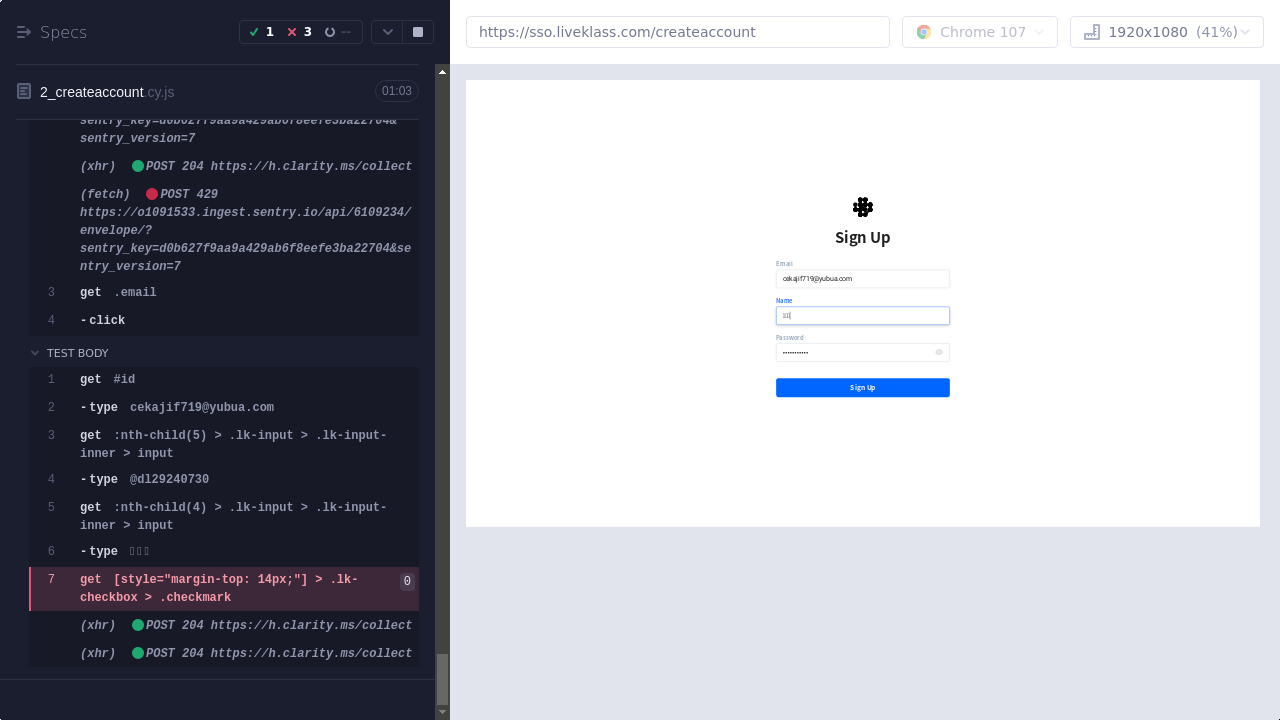 Specs
1
3
--
2_createaccount.cy.js
01:03
sentry_key=d0b627f9aa9a429ab6f8eefe3ba22704&
sentry_version=7
(xhr) POST 204 https://h.clarity.ms/collect
(fetch) POST 429
https://o1091533.ingest.sentry.io/api/6109234/
envelope/?
sentry_key=d0b627f9aa9a429ab6f8eefe3ba22704&se
ntry_version=7
3 get .email
4 -click
TEST BODY
1 get #id
2 -type cekajif719@yubua.com
3 get :nth-child(5) > .lk-input > .lk-input-
inner > input
4 -type @dl29240730
5 get :nth-child(4) > .lk-input > .lk-input-
inner > input
6 -type
7 get [style="margin-top: 14px;"] > .lk-
checkbox > .checkmark
0
(xhr) POST 204 https://h.clarity.ms/collect
(xhr) POST 204 https://h.clarity.ms/collect
https://sso.liveklass.com/createaccount
Chrome 107
1920x1080 (41%)
Sign Up
Email
cekajif719@yubua.com
Name
Password
•••••••••••
Sign Up